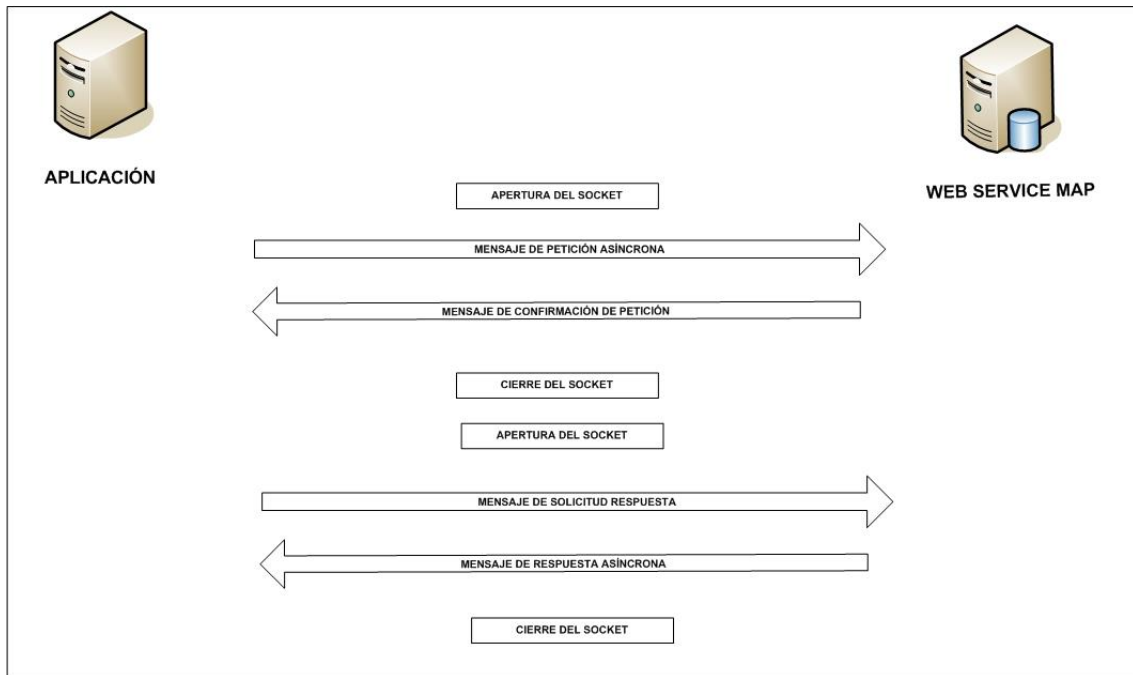 APLICACIÓN
WEB SERVICE MAP
APERTURA DEL SOCKET
MENSAJE DE PETICIÓN ASÍNCRONA
MENSAJE DE CONFIRMACIÓN DE PETICIÓN
CIERRE DEL SOCKET
APERTURA DEL SOCKET
MENSAJE DE SOLICITUD RESPUESTA
MENSAJE DE RESPUESTA ASÍNCRONA
CIERRE DEL SOCKET